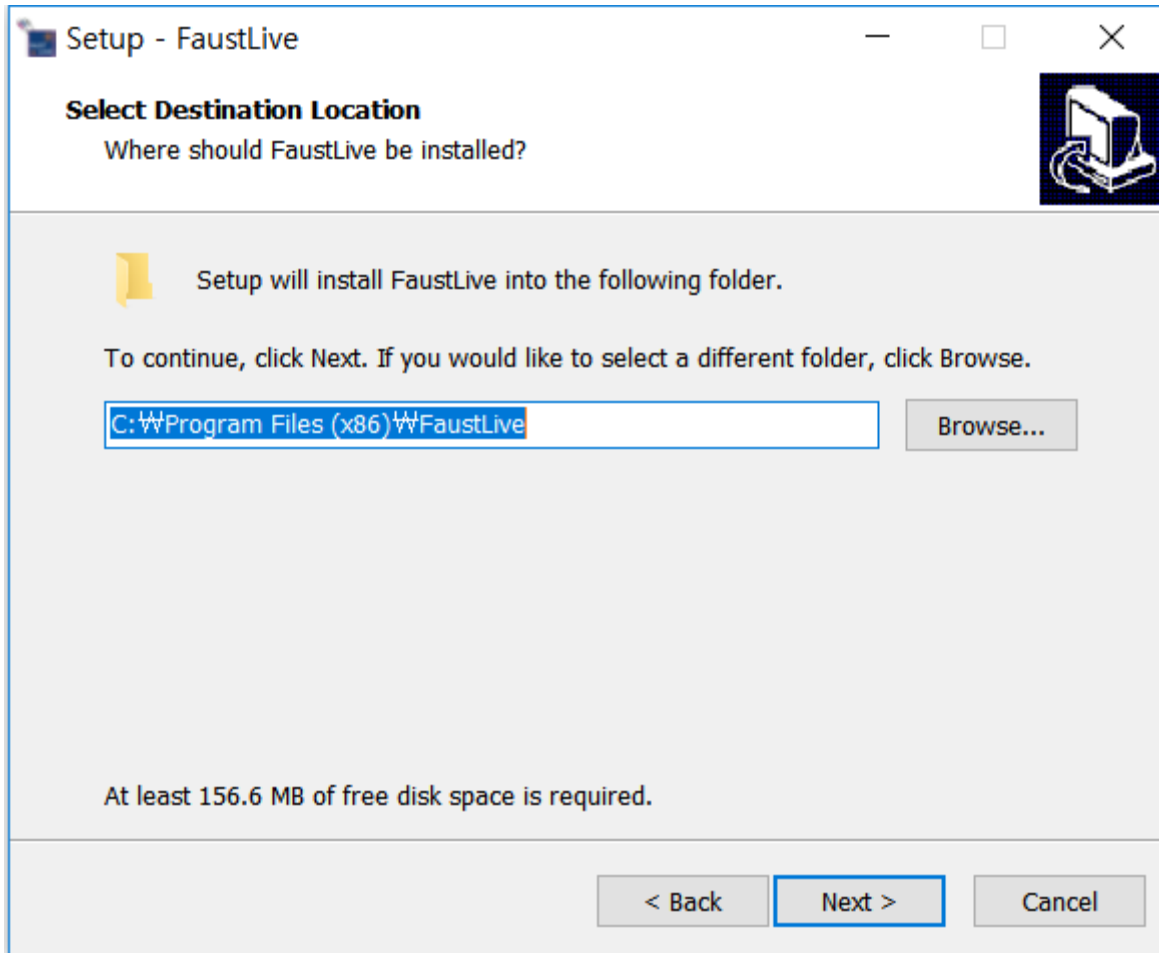 Setup - FaustLive
Select Destination Location
Where should FaustLive be installed?
Setup will install FaustLive into the following folder.
To continue, click Next. If you would like to select a different folder, click Browse.
C:₩Program Files (x86)₩FaustLive
Browse...
At least 156.6 MB of free disk space is required.
< Back
Next >
Cancel